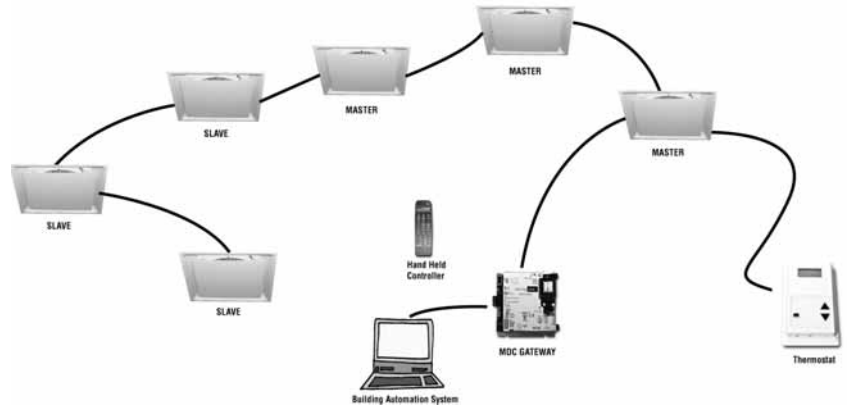 MASTER
MASTER
SLAVE
MASTER
SLAVE
Hand Held
Controller
SLAVE
MDC GATEWAY
Thermostat
Building Automation System